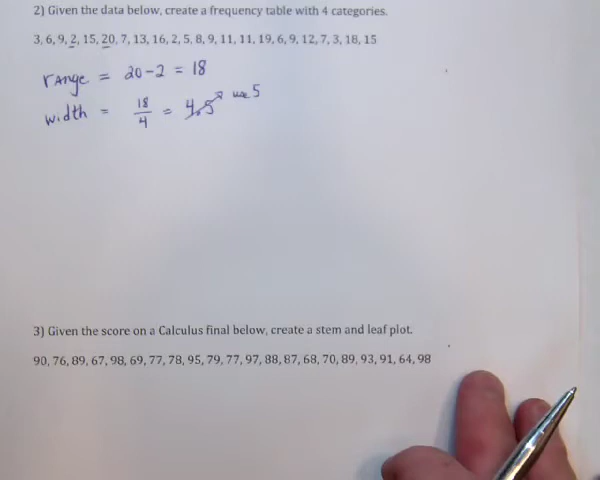 2) Given the data below, create a frequency table with 4 categories.
3, 6, 9, 2, 15, 20, 7, 13, 16, 2, 5, 8, 9, 11, 11, 19, 6, 9, 12, 7, 3, 18, 15
range = 20 - 2 = 18
width = 18/4 = 4.5 use 5
3) Given the score on a Calculus final below, create a stem and leaf plot.
90, 76, 89, 67, 98, 69, 77, 78, 95, 79, 77, 97, 88, 87, 68, 70, 89, 93, 91, 64, 98